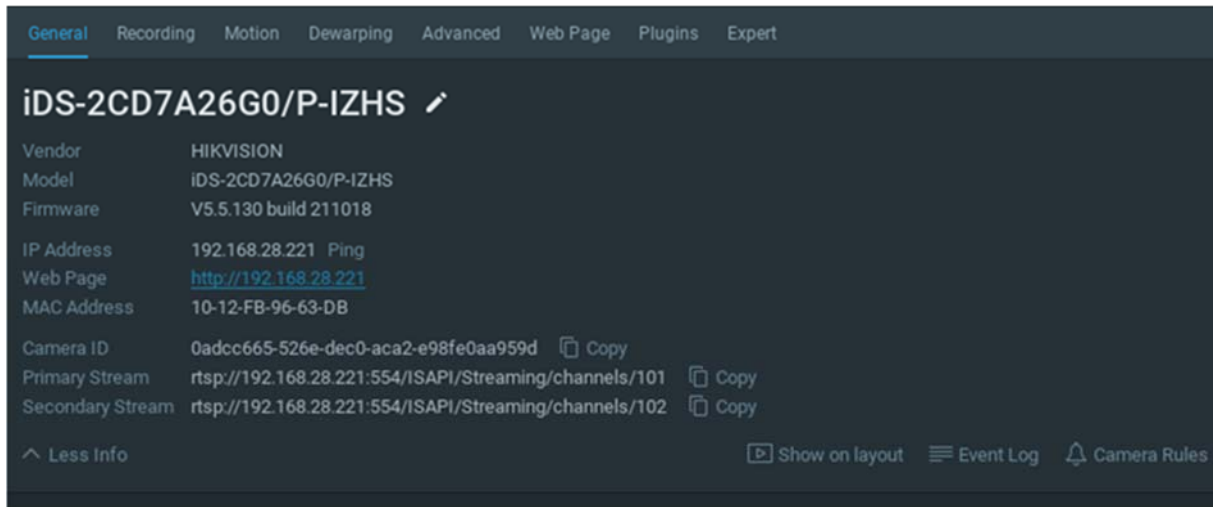 General Recording Motion Dewarping Advanced Web Page Plugins Expert
iDS-2CD7A26G0/P-IZHS
Vendor HIKVISION
Model iDS-2CD7A26G0/P-IZHS
Firmware V5.5.130 build 211018
IP Address 192.168.28.221 Ping
Web Page http://192.168.28.221
MAC Address 10-12-FB-96-63-DB
Camera ID 0adcc665-526e-dec0-aca2-e98fe0aa959d Copy
Primary Stream rtsp://192.168.28.221:554/ISAPI/Streaming/channels/101 Copy
Secondary Stream rtsp://192.168.28.221:554/ISAPI/Streaming/channels/102 Copy
Less Info Show on layout Event Log Camera Rules